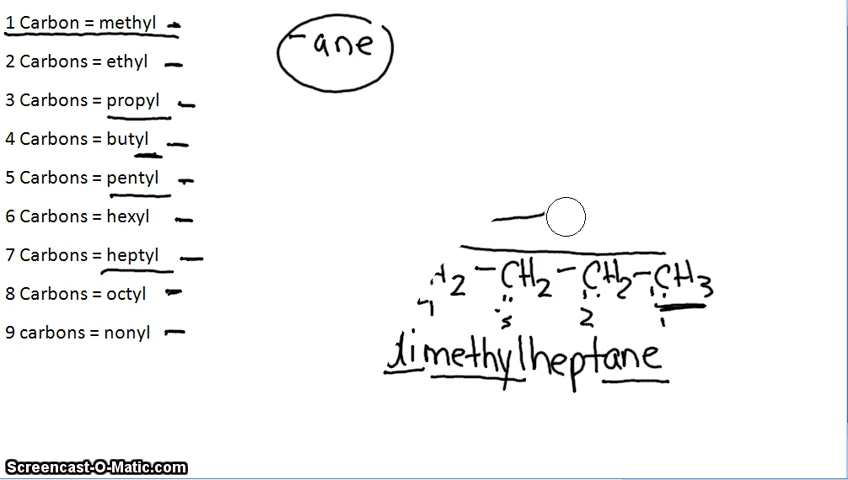 1 Carbon = methyl
-ane
2 Carbons = ethyl
3 Carbons = propyl
4 Carbons = butyl
5 Carbons = pentyl
6 Carbons = hexyl
7 Carbons = heptyl
8 Carbons = octyl
9 carbons = nonyl
H2-CH2-CH2-CH3
4 3 2 1
dimethylheptane
Screencast-O-Matic.com